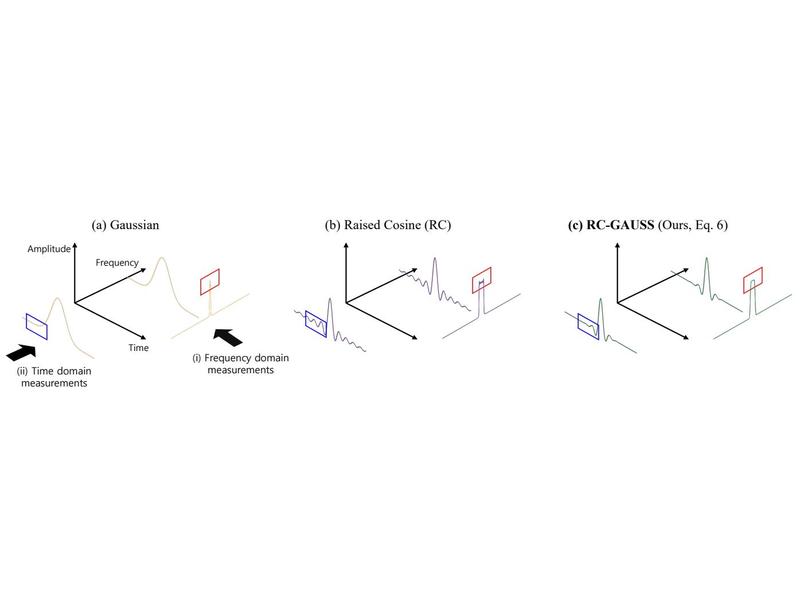 (a) Gaussian
(b) Raised Cosine (RC)
(c) RC-GAUSS (Ours, Eq. 6)
Amplitude
Frequency
Time
(i) Frequency domain
measurements
(ii) Time domain
measurements